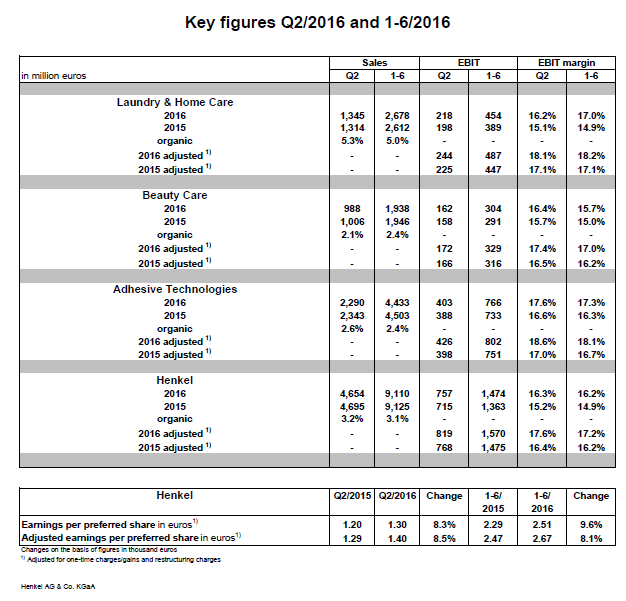 Key figures Q2/2016 and 1-6/2016
Sales EBIT EBIT margin
in million euros Q2 1-6 Q2 1-6 Q2 1-6
Laundry & Home Care
2016 1,345 2,678 218 454 16.2% 17.0%
2015 1,314 2,612 198 389 15.1% 14.9%
organic 5.3% 5.0% - - - -
2016 adjusted 1) - - 244 487 18.1% 18.2%
2015 adjusted 1) - - 225 447 17.1% 17.1%
Beauty Care
2016 988 1,938 162 304 16.4% 15.7%
2015 1,006 1,946 158 291 15.7% 15.0%
organic 2.1% 2.4% - - - -
2016 adjusted 1) - - 172 329 17.4% 17.0%
2015 adjusted 1) - - 166 316 16.5% 16.2%
Adhesive Technologies
2016 2,290 4,433 403 766 17.6% 17.3%
2015 2,343 4,503 388 733 16.6% 16.3%
organic 2.6% 2.4% - - - -
2016 adjusted 1) - - 426 802 18.6% 18.1%
2015 adjusted 1) - - 398 751 17.0% 16.7%
Henkel
2016 4,654 9,110 757 1,474 16.3% 16.2%
2015 4,695 9,125 715 1,363 15.2% 14.9%
organic 3.2% 3.1% - - - -
2016 adjusted 1) - - 819 1,570 17.6% 17.2%
2015 adjusted 1) - - 768 1,475 16.4% 16.2%
Henkel Q2/2015 Q2/2016 Change 1-6/2015 1-6/2016 Change
Earnings per preferred share in euros1) 1.20 1.30 8.3% 2.29 2.51 9.6%
Adjusted earnings per preferred share in euros1) 1.29 1.40 8.5% 2.47 2.67 8.1%
Changes on the basis of figures in thousand euros
1) Adjusted for one-time charges/gains and restructuring charges
Henkel AG & Co. KGaA